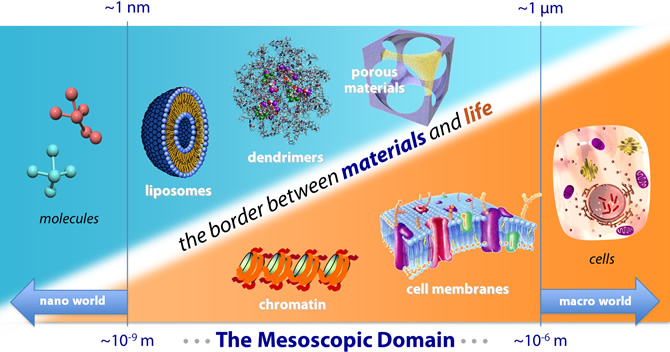 ~1 nm
~1 µm
porous
materials
dendrimers
liposomes
molecules
the border between materials and life
cell membranes
chromatin
cells
nano world
macro world
~10⁻⁹ m
••• The Mesoscopic Domain •••
~10⁻⁶ m